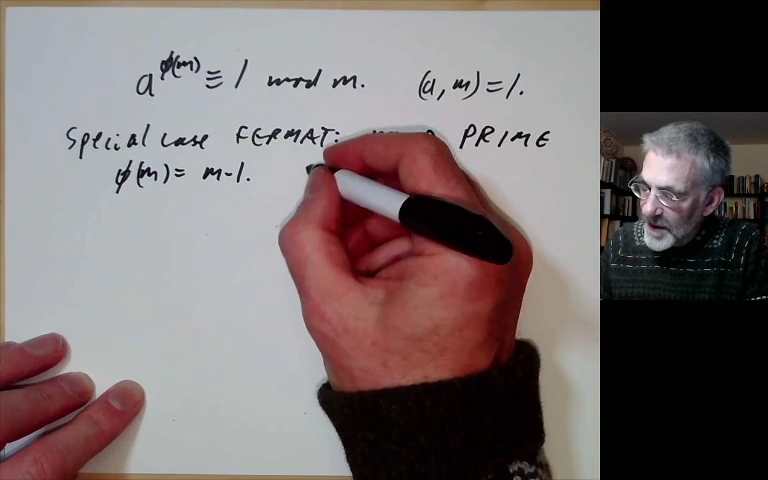 a^φ(m) ≡ 1 mod m. (a, m) = 1.
Special case FERMAT: PRIME
φ(m) = m-1.